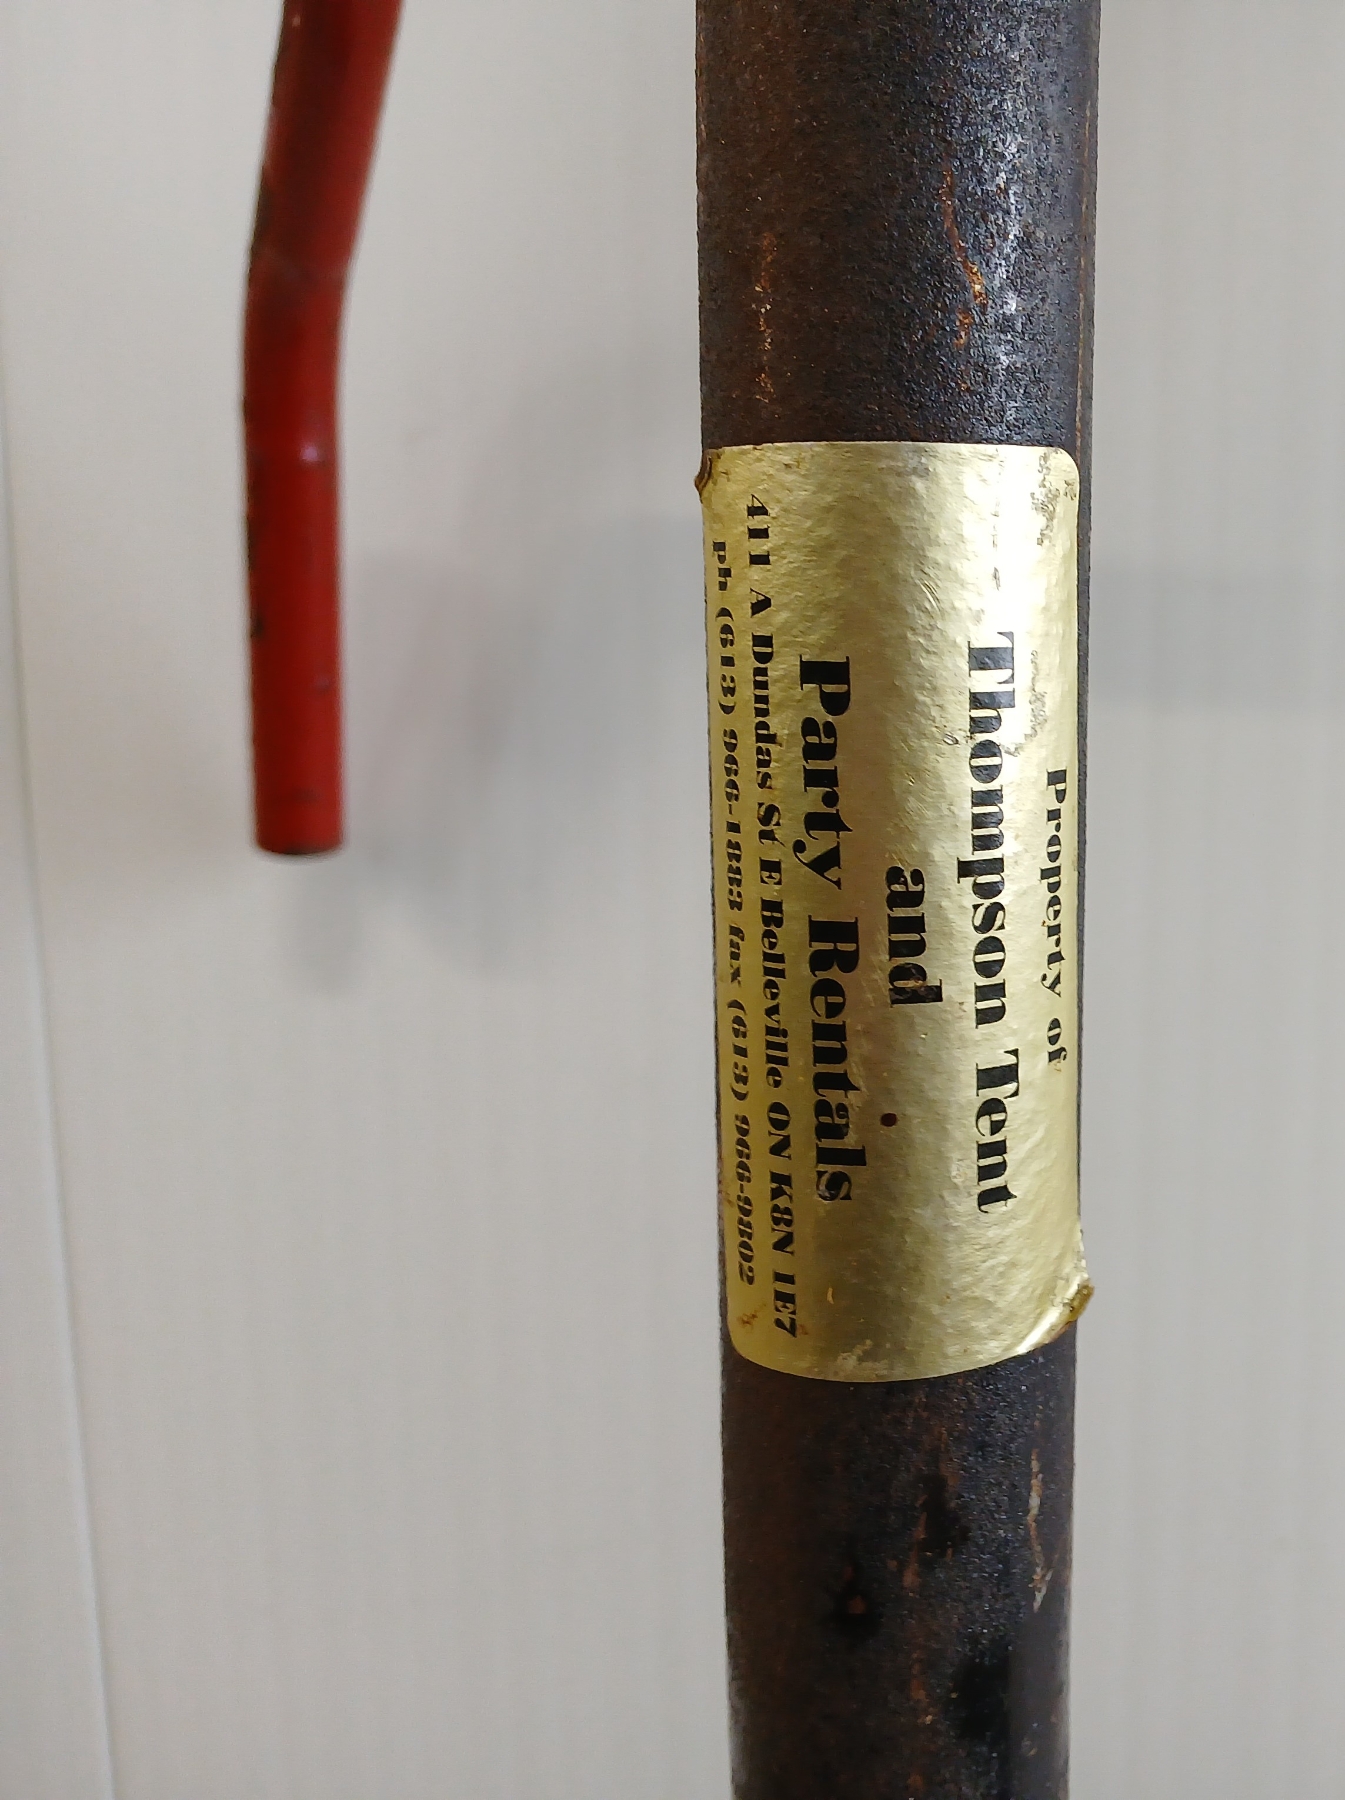 Property of
Thompson Tent
and
Party Rentals
411 A Dundas St E Belleville ON K8N 1E7
ph (613) 966-1883 fax (613) 966-9802